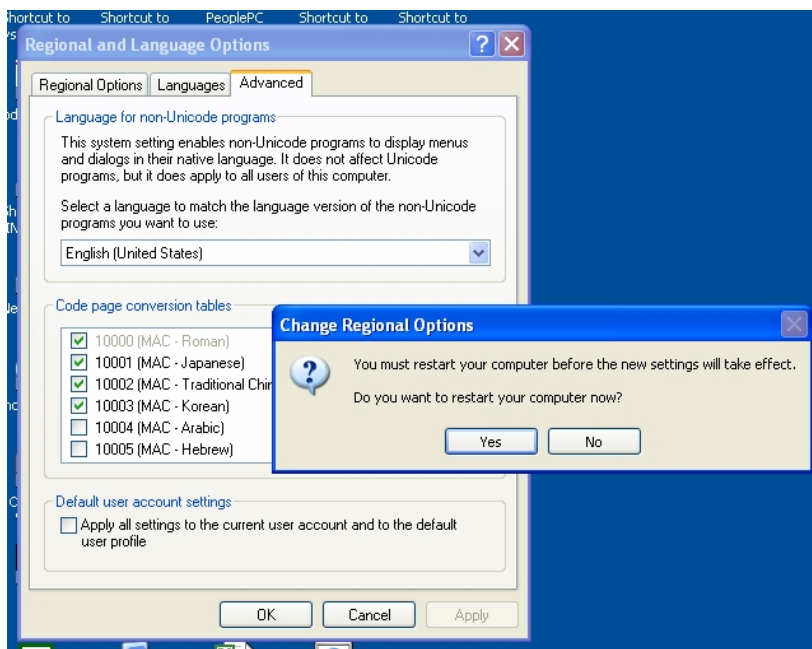 Shortcut to Shortcut to PeoplePC Shortcut to Shortcut to
Regional and Language Options
Regional Options Languages Advanced
Language for non-Unicode programs
This system setting enables non-Unicode programs to display menus
and dialogs in their native language. It does not affect Unicode
programs, but it does apply to all users of this computer.
Select a language to match the language version of the non-Unicode
programs you want to use:
English (United States)
Code page conversion tables
10000 (MAC - Roman)
10001 (MAC - Japanese)
10002 (MAC - Traditional
10003 (MAC - Korean)
10004 (MAC - Arabic)
10005 (MAC - Hebrew)
Change Regional Options
You must restart your computer before the new settings will take effect.
Do you want to restart your computer now?
Yes No
Default user account settings
Apply all settings to the current user account and to the default
user profile
OK Cancel Apply